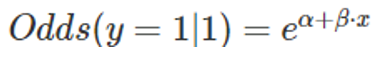 Odds(y = 1|1) = e^{α+β·x}